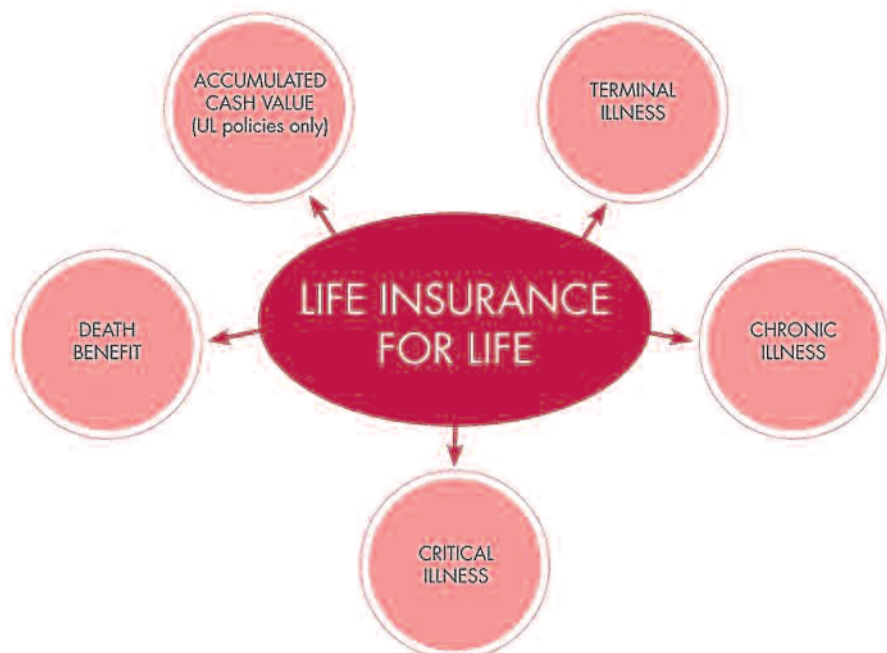 ACCUMULATED
CASH VALUE
(UL policies only)
TERMINAL
ILLNESS
LIFE INSURANCE
FOR LIFE
DEATH
BENEFIT
CHRONIC
ILLNESS
CRITICAL
ILLNESS